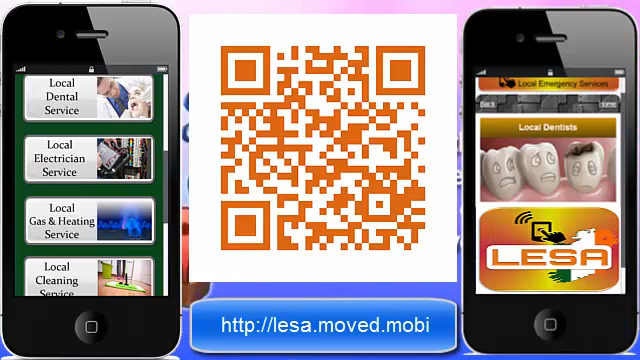 Local
Dental
Service
Local
Electrician
Service
Local
Gas & Heating
Service
Local
Cleaning
Service
http://lesa.moved.mobi
Local Emergency Services
Back
Home
Local Dentists
LESA